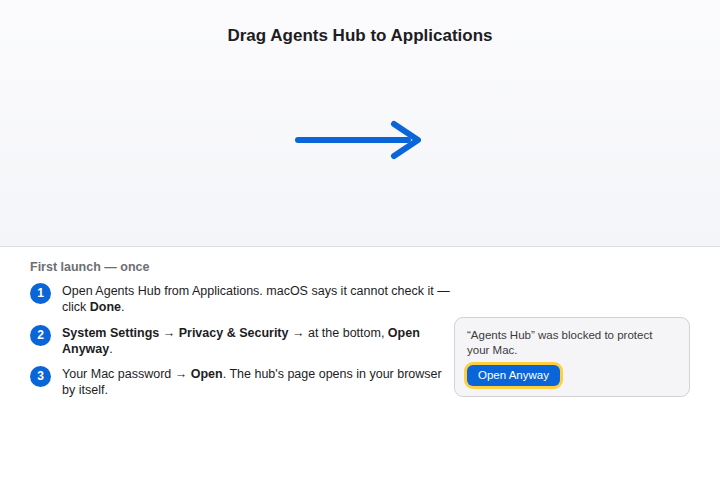 Drag Agents Hub to Applications
First launch — once
1 Open Agents Hub from Applications. macOS says it cannot check it —
click Done.
2 System Settings → Privacy & Security → at the bottom, Open
Anyway.
3 Your Mac password → Open. The hub's page opens in your browser
by itself.
“Agents Hub” was blocked to protect
your Mac.
Open Anyway